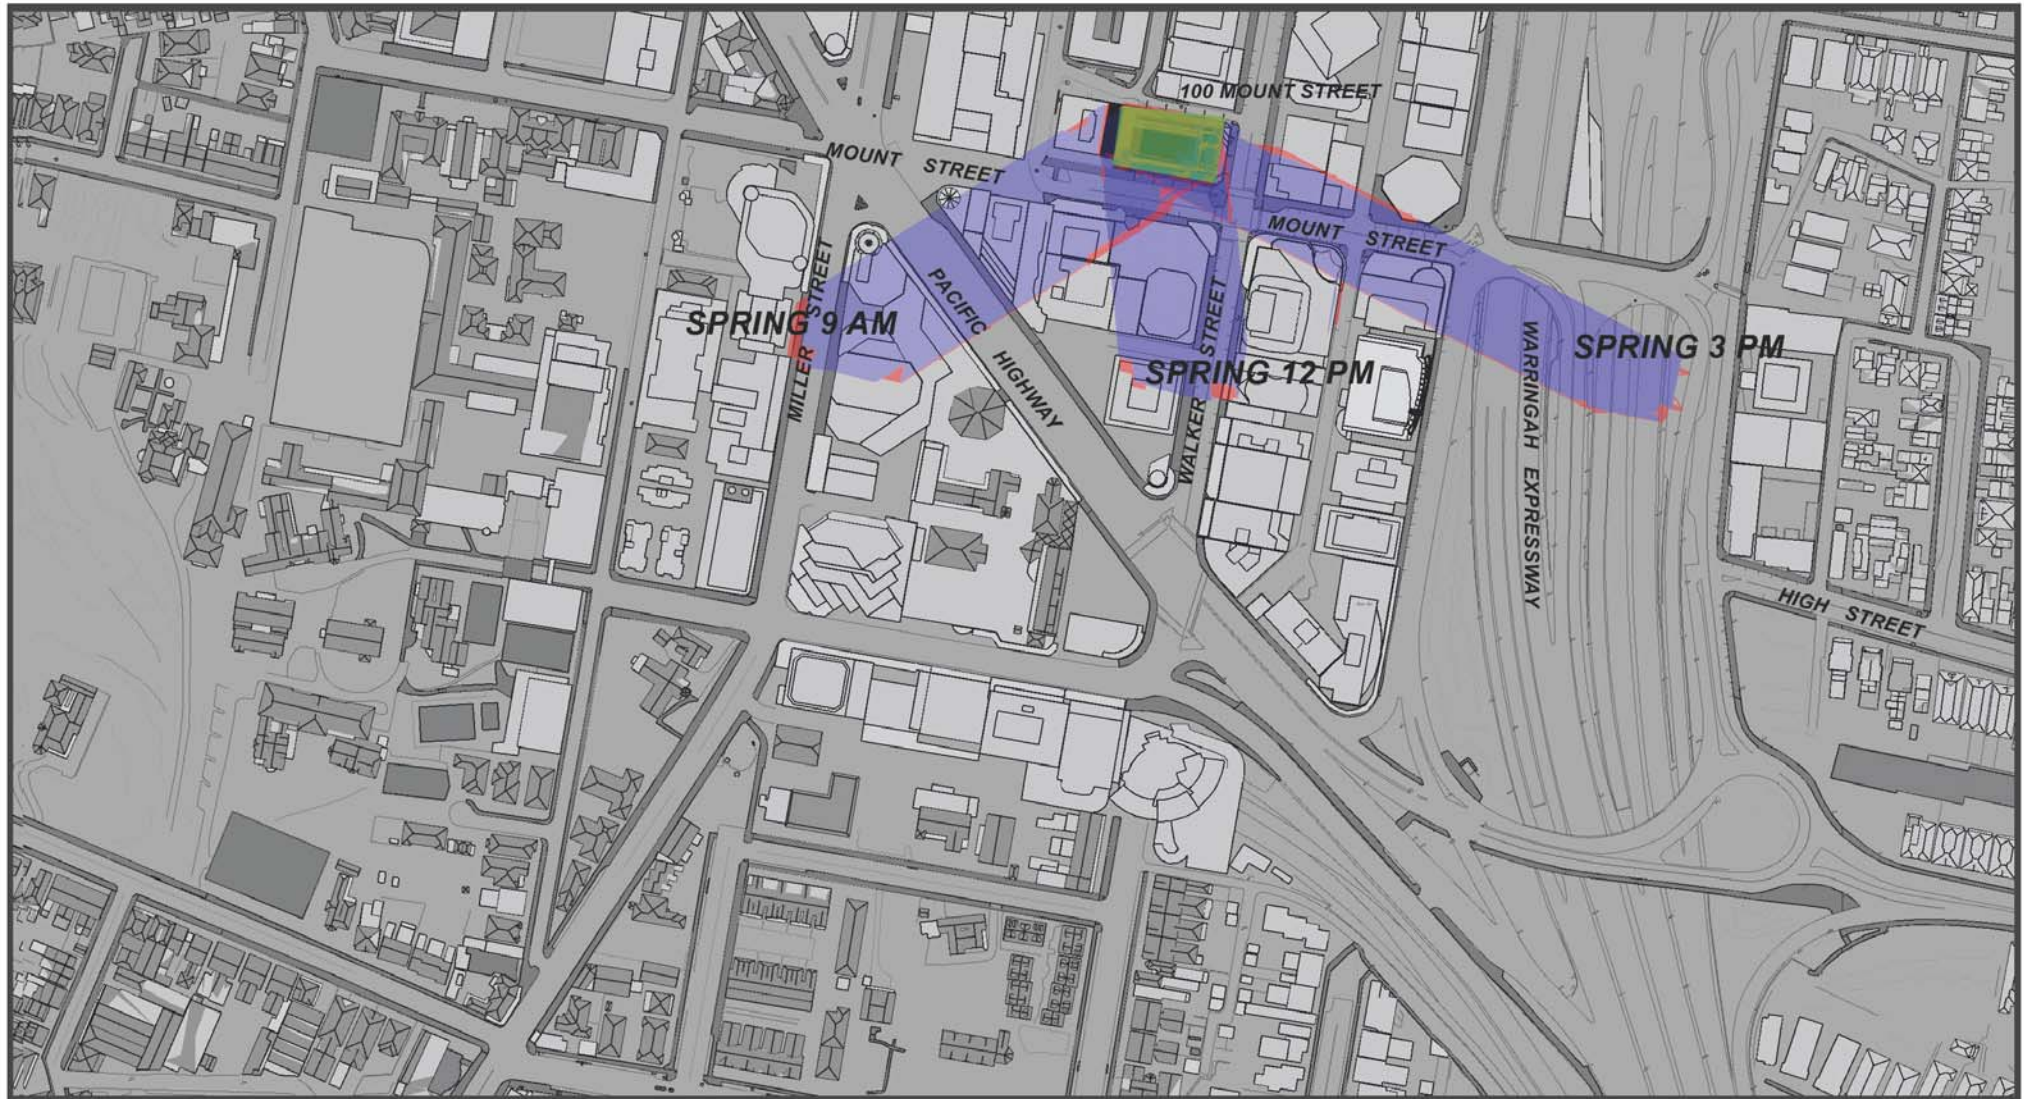 100 MOUNT STREET
MOUNT STREET
MOUNT STREET
MILLER STREET
PACIFIC HIGHWAY
SPRING 9 AM
SPRING 12 PM
SPRING 3 PM
WALKER STREET
WARRINGAH EXPRESSWAY
HIGH STREET